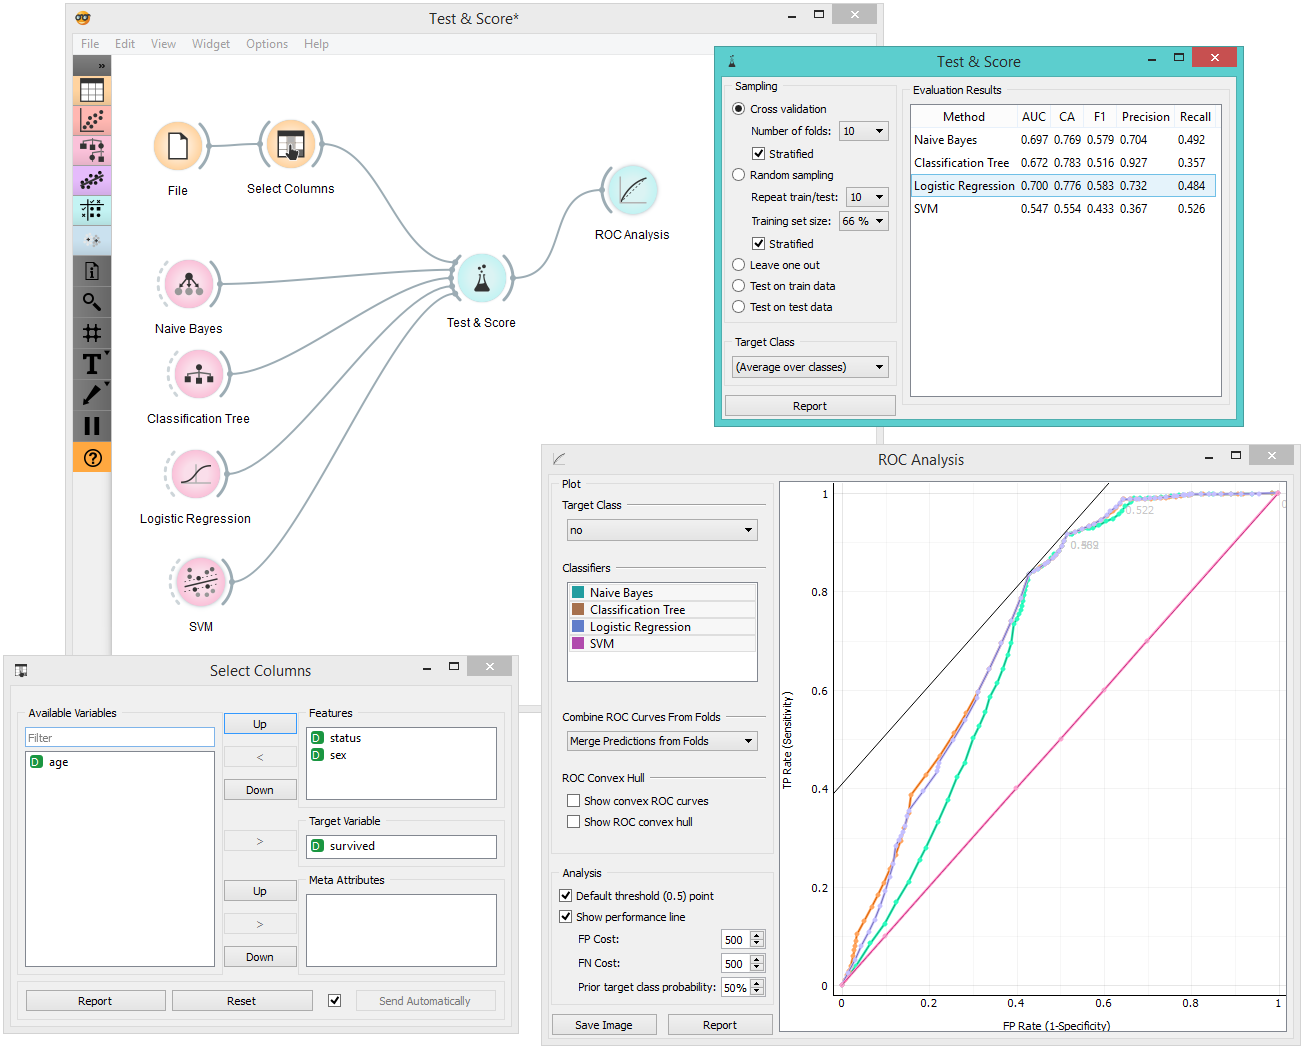 Test & Score*
File Edit View Widget Options Help
»
File
Select Columns
ROC Analysis
Test & Score
Naive Bayes
Classification Tree
Logistic Regression
SVM
Test & Score
Sampling
Cross validation
Number of folds: 10
Stratified
Random sampling
Repeat train/test: 10
Training set size: 66 %
Stratified
Leave one out
Test on train data
Test on test data
Target Class
(Average over classes)
Report
Evaluation Results
Method AUC CA F1 Precision Recall
Naive Bayes 0.697 0.769 0.579 0.704 0.492
Classification Tree 0.672 0.783 0.516 0.927 0.357
Logistic Regression 0.700 0.776 0.583 0.732 0.484
SVM 0.547 0.554 0.433 0.367 0.526
Select Columns
Available Variables
Filter
D age
Up
<
Down
>
Up
>
Down
Features
D status
D sex
Target Variable
D survived
Meta Attributes
Report Reset Send Automatically
ROC Analysis
Plot
Target Class
no
Classifiers
Naive Bayes
Classification Tree
Logistic Regression
SVM
Combine ROC Curves From Folds
Merge Predictions from Folds
ROC Convex Hull
Show convex ROC curves
Show ROC convex hull
Analysis
Default threshold (0.5) point
Show performance line
FP Cost: 500
FN Cost: 500
Prior target class probability: 50%
Save Image Report
TP Rate (Sensitivity)
1
0.8
0.6
0.4
0.2
0
0.522
0 0.2 0.4 0.6 0.8 1
FP Rate (1-Specificity)